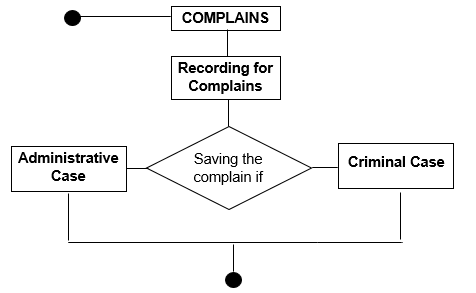 COMPLAINS
Recording for
Complains
Saving the
complain if
Administrative
Case
Criminal Case